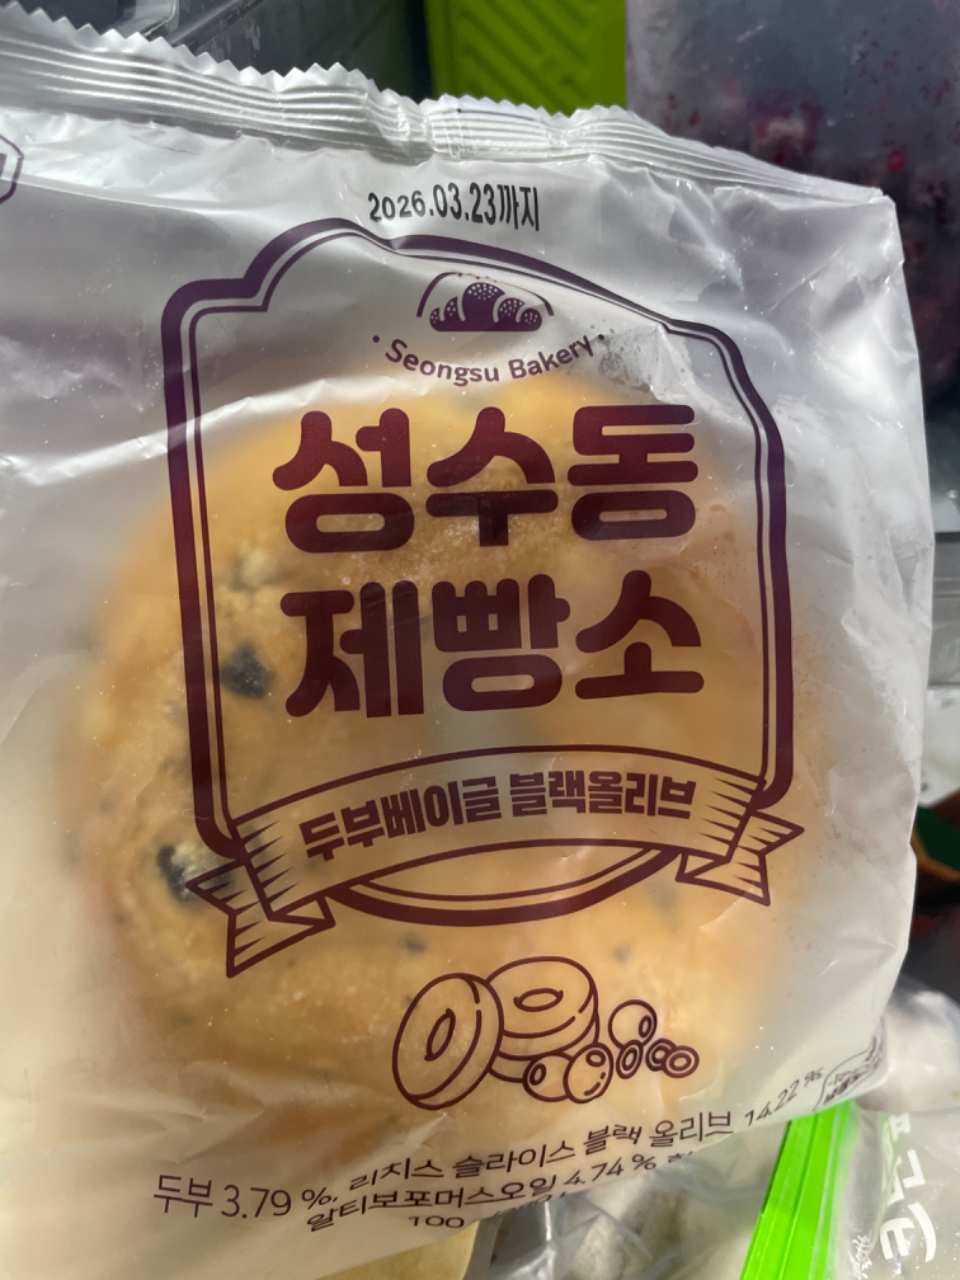 2026.03.23까지
· Seongsu Bakery ·
성수동
제빵소
두부베이글 블랙올리브
두부 3.79 %, 리치스 슬라이스 블랙 올리브 14.22 %
알티보포머스오일 4.74 %
100